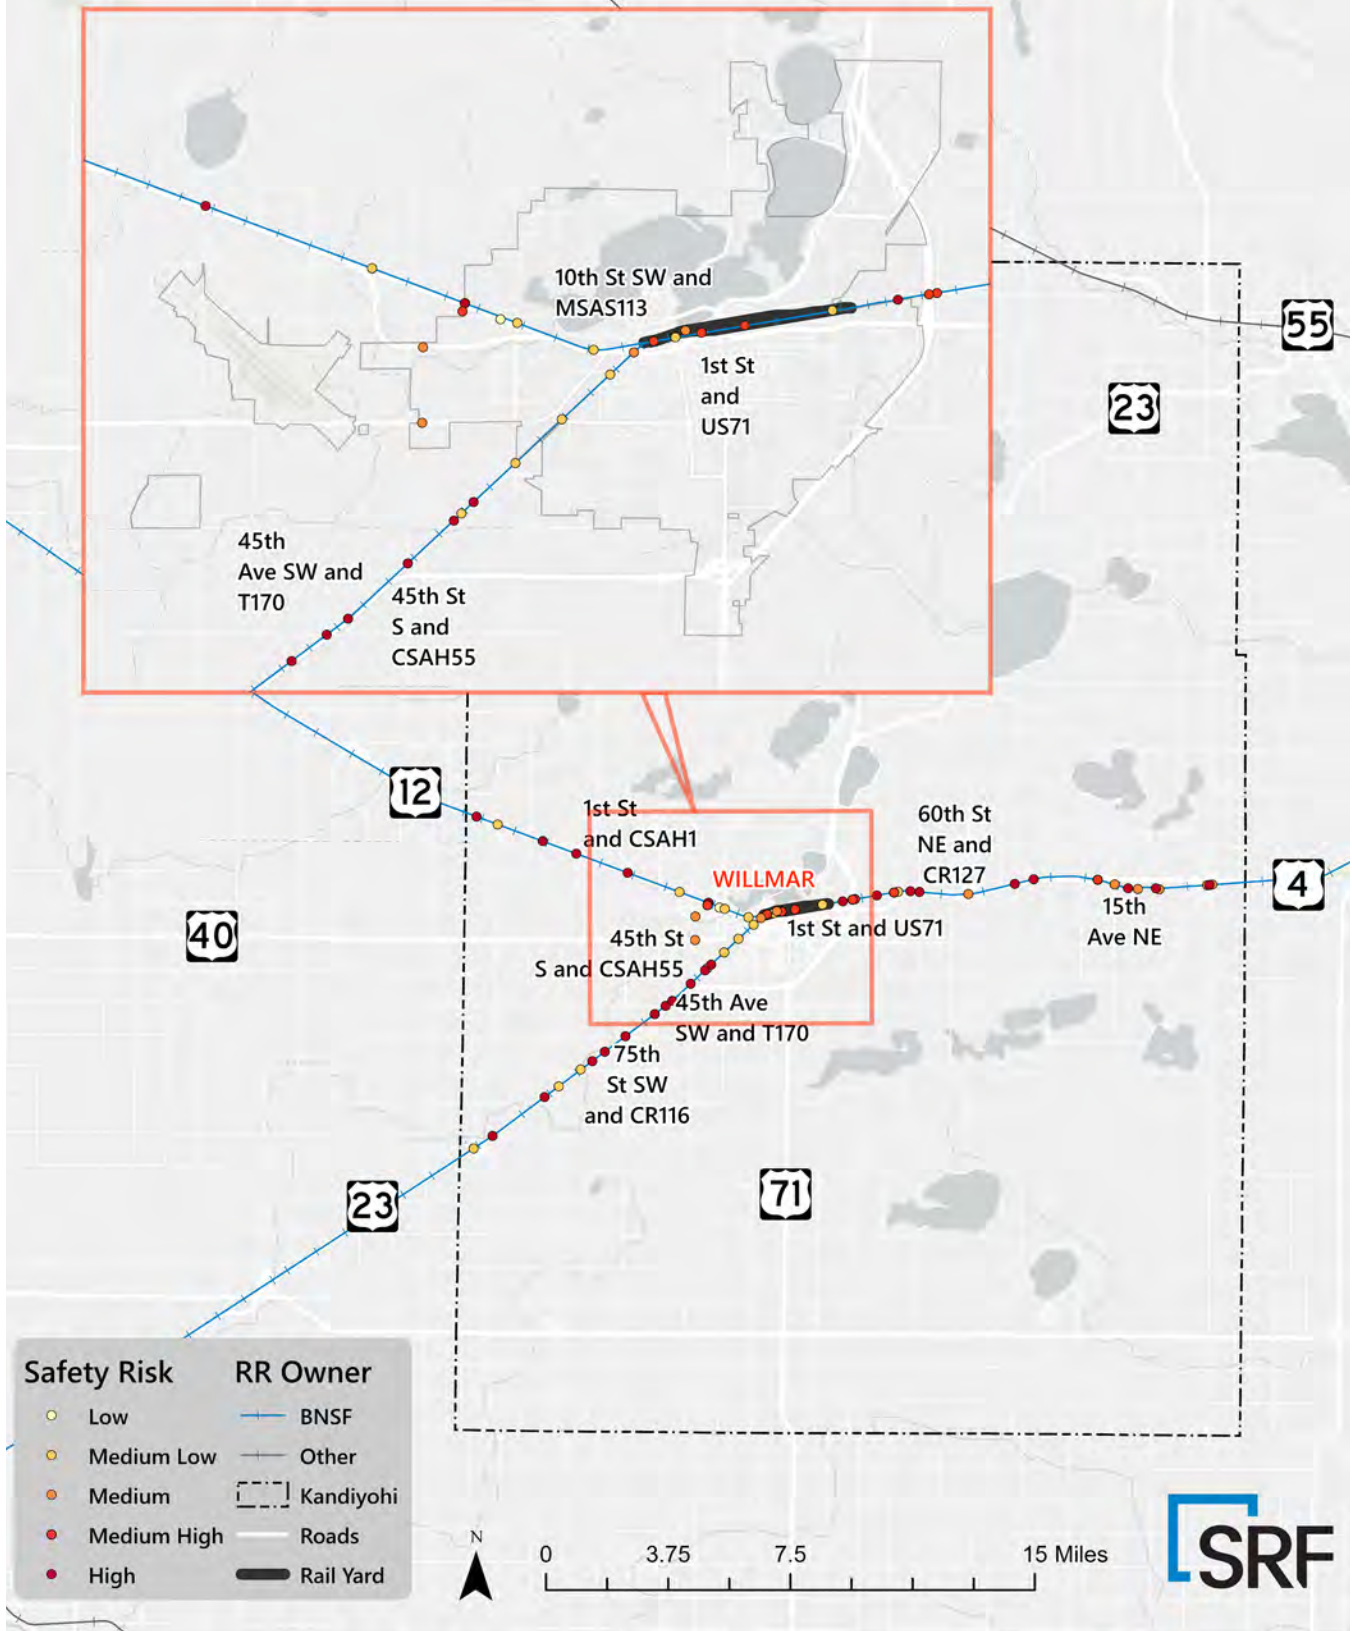 10th St SW and
MSAS113
1st St
and
US71
45th
Ave SW and
T170
45th St
S and
CSAH55
55
23
12
1st St
and CSAH1
WILLMAR
60th St
NE and
CR127
4
15th
Ave NE
40
1st St and US71
45th St
S and CSAH55
45th Ave
SW and T170
75th
St SW
and CR116
23
71
Safety Risk
Low
Medium Low
Medium
Medium High
High
RR Owner
BNSF
Other
Kandiyohi
Roads
Rail Yard
N
0 3.75 7.5 15 Miles
SRF